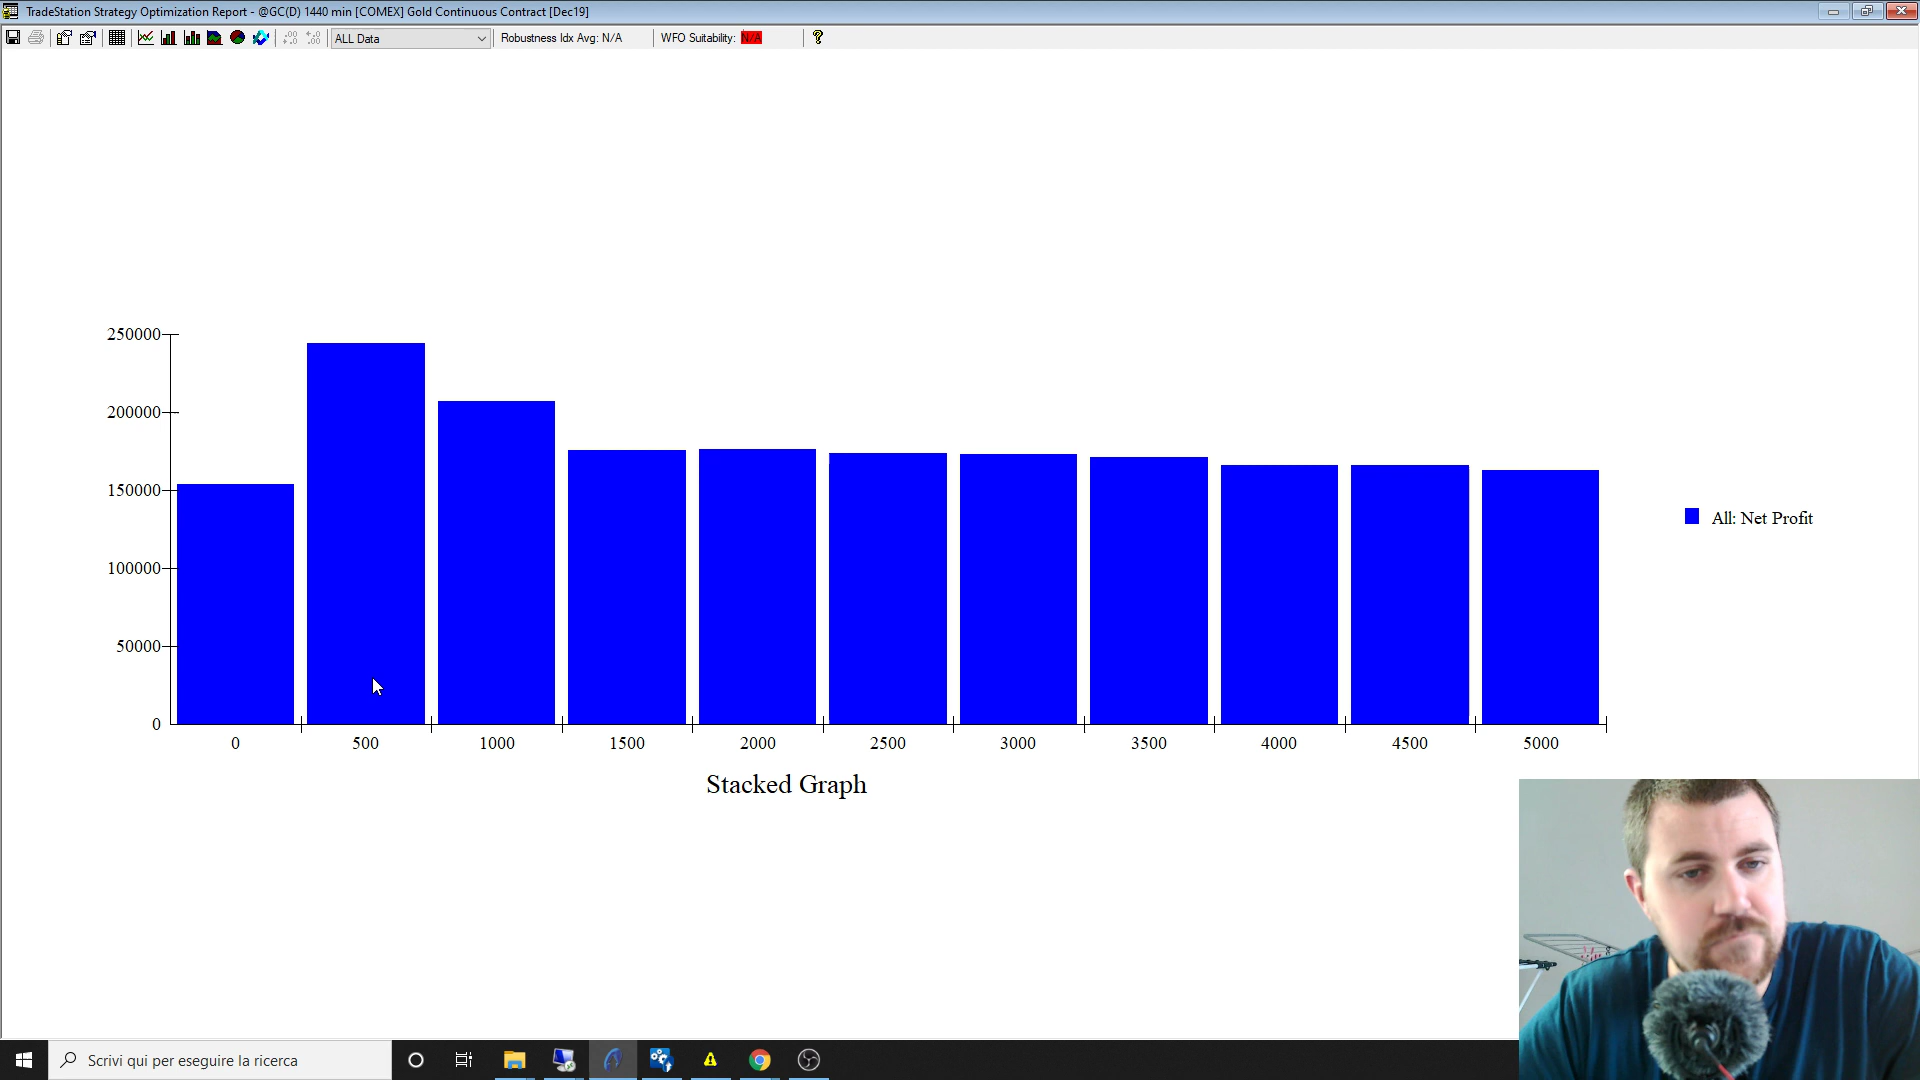 TradeStation Strategy Optimization Report - @GC(D) 1440 min [COMEX] Gold Continuous Contract [Dec19]
ALL Data
Robustness Idx Avg: N/A
WFO Suitability: N/A
250000
200000
150000
100000
50000
0
0 500 1000 1500 2000 2500 3000 3500 4000 4500 5000
Stacked Graph
All: Net Profit
Scrivi qui per eseguire la ricerca